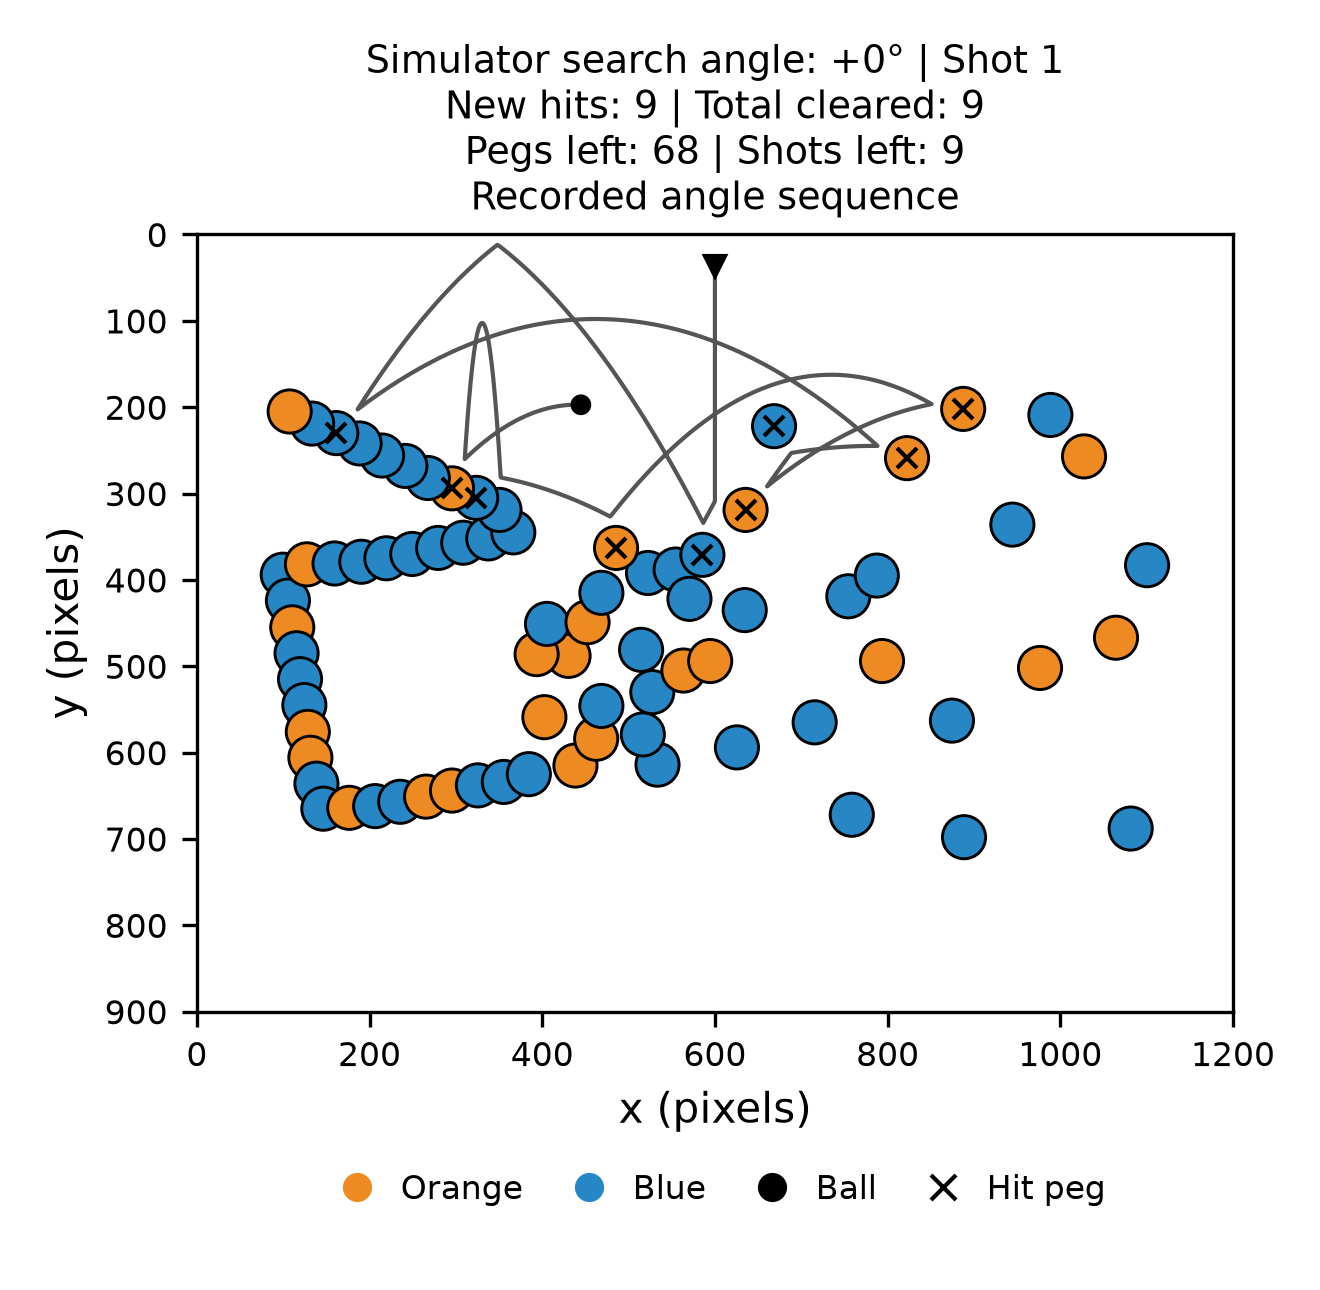 Simulator search angle: +0° | Shot 1
New hits: 9 | Total cleared: 9
Pegs left: 68 | Shots left: 9
Recorded angle sequence
0
100
200
300
400
500
600
700
800
900
y (pixels)
0
200
400
600
800
1000
1200
x (pixels)
Orange
Blue
Ball
Hit peg